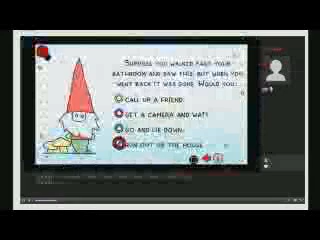 SUPPOSE YOU WALKED PAST YOUR
BATHROOM AND SAW THIS, BUT WHEN YOU
WENT BACK IT WAS GONE. WOULD YOU:
CALL UP A FRIEND.
GET A CAMERA AND WAIT.
GO AND LIE DOWN.
RUN OUT OF THE HOUSE.